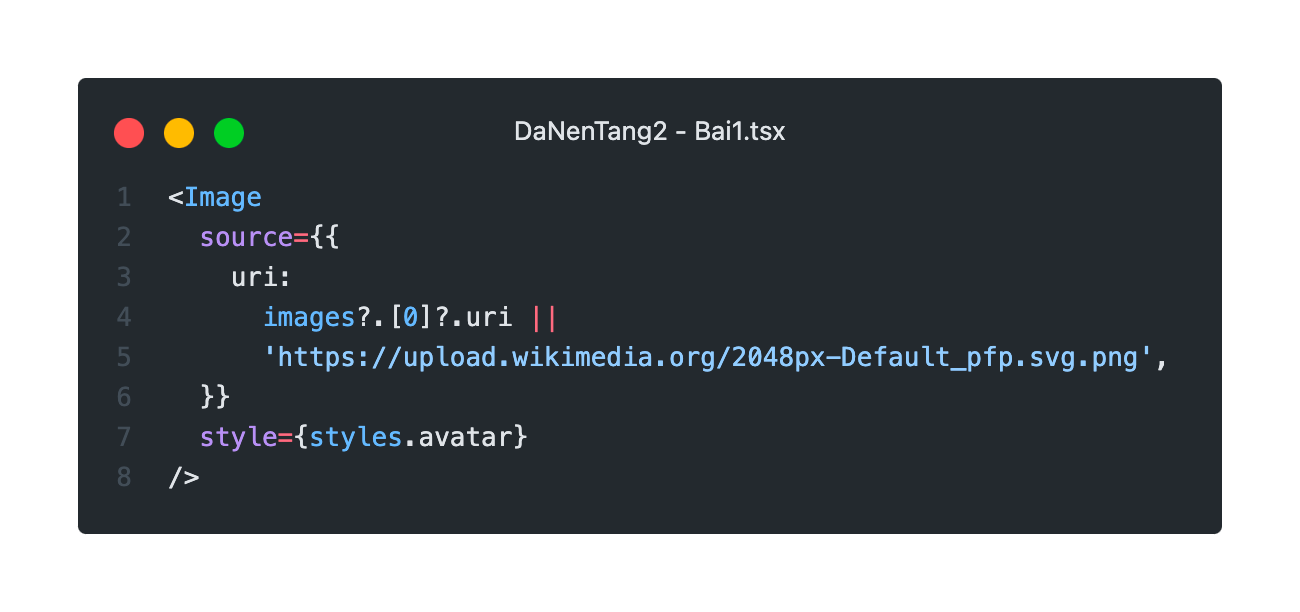 DaNenTang2 - Bai1.tsx
1 <Image
2   source={{
3     uri:
4       images?.[0]?.uri ||
5       'https://upload.wikimedia.org/2048px-Default_pfp.svg.png',
6   }}
7   style={styles.avatar}
8 />